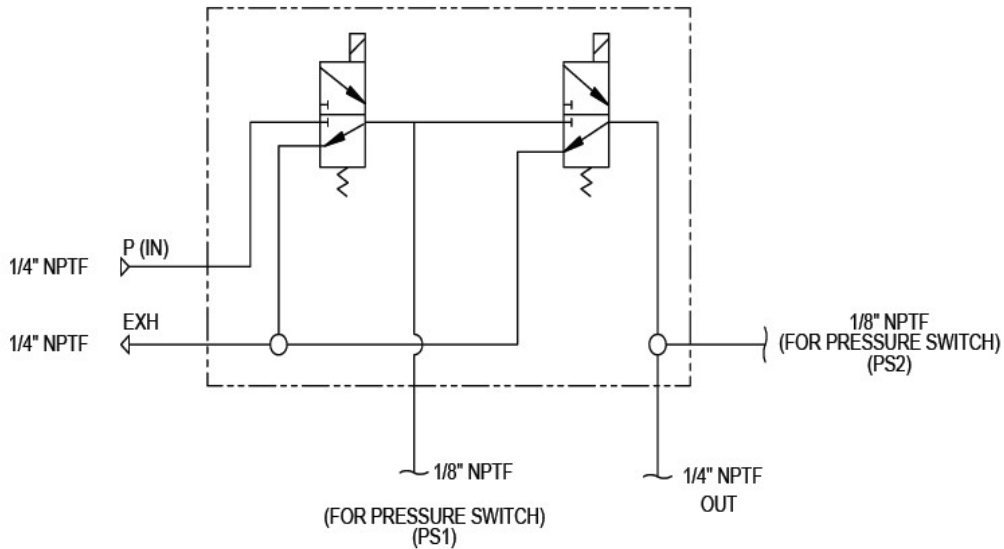 P (IN)
1/4" NPTF
EXH
1/4" NPTF
1/8" NPTF
(FOR PRESSURE SWITCH)
(PS2)
1/8" NPTF
(FOR PRESSURE SWITCH)
(PS1)
1/4" NPTF
OUT